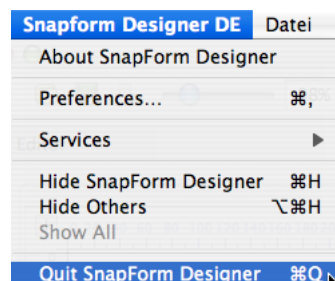 Snapform Designer DE Datei
About SnapForm Designer
Preferences... ⌘,
Services ▶
Hide SnapForm Designer ⌘H
Hide Others ⌥⌘H
Show All
Quit SnapForm Designer ⌘Q